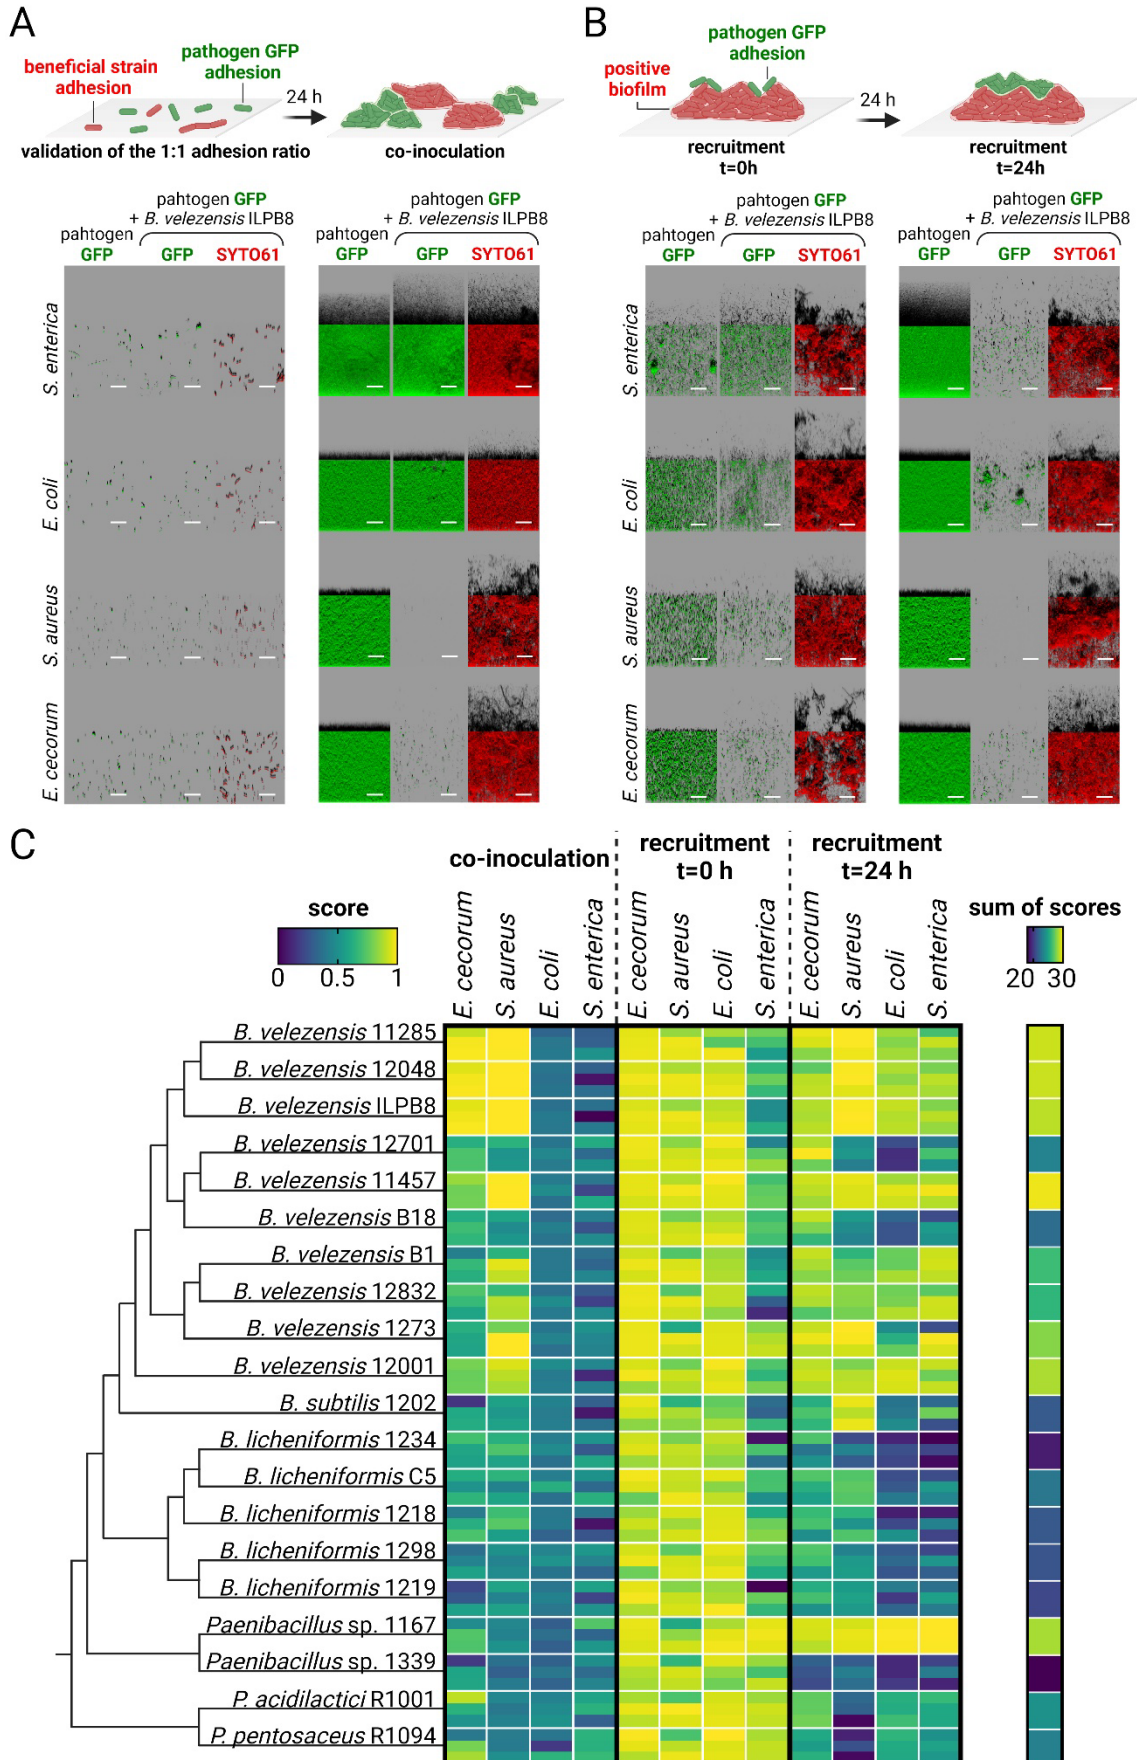 A
beneficial strain
adhesion
pathogen GFP
adhesion
24 h
validation of the 1:1 adhesion ratio
co-inoculation
pahtogen GFP
+ B. velezensis ILPB8
pathogen
GFP
GFP
SYTO61
pahtogen GFP
+ B. velezensis ILPB8
pathogen
GFP
GFP
SYTO61
S. enterica
E. coli
S. aureus
E. cecorum
B
positive
biofilm
pathogen GFP
adhesion
24 h
recruitment
t=0h
recruitment
t=24h
pathogen GFP
+ B. velezensis ILPB8
pathogen
GFP
GFP
SYTO61
pathogen GFP
+ B. velezensis ILPB8
pathogen
GFP
GFP
SYTO61
S. enterica
E. coli
S. aureus
E. cecorum
C
score
0 0.5 1
co-inoculation
recruitment
t=0 h
recruitment
t=24 h
sum of scores
20 30
E. cecorum
S. aureus
E. coli
S. enterica
E. cecorum
S. aureus
E. coli
S. enterica
E. cecorum
S. aureus
E. coli
S. enterica
B. velezensis 11285
B. velezensis 12048
B. velezensis ILPB8
B. velezensis 12701
B. velezensis 11457
B. velezensis B18
B. velezensis B1
B. velezensis 12832
B. velezensis 1273
B. velezensis 12001
B. subtilis 1202
B. licheniformis 1234
B. licheniformis C5
B. licheniformis 1218
B. licheniformis 1298
B. licheniformis 1219
Paenibacillus sp. 1167
Paenibacillus sp. 1339
P. acidilactici R1001
P. pentosaceus R1094